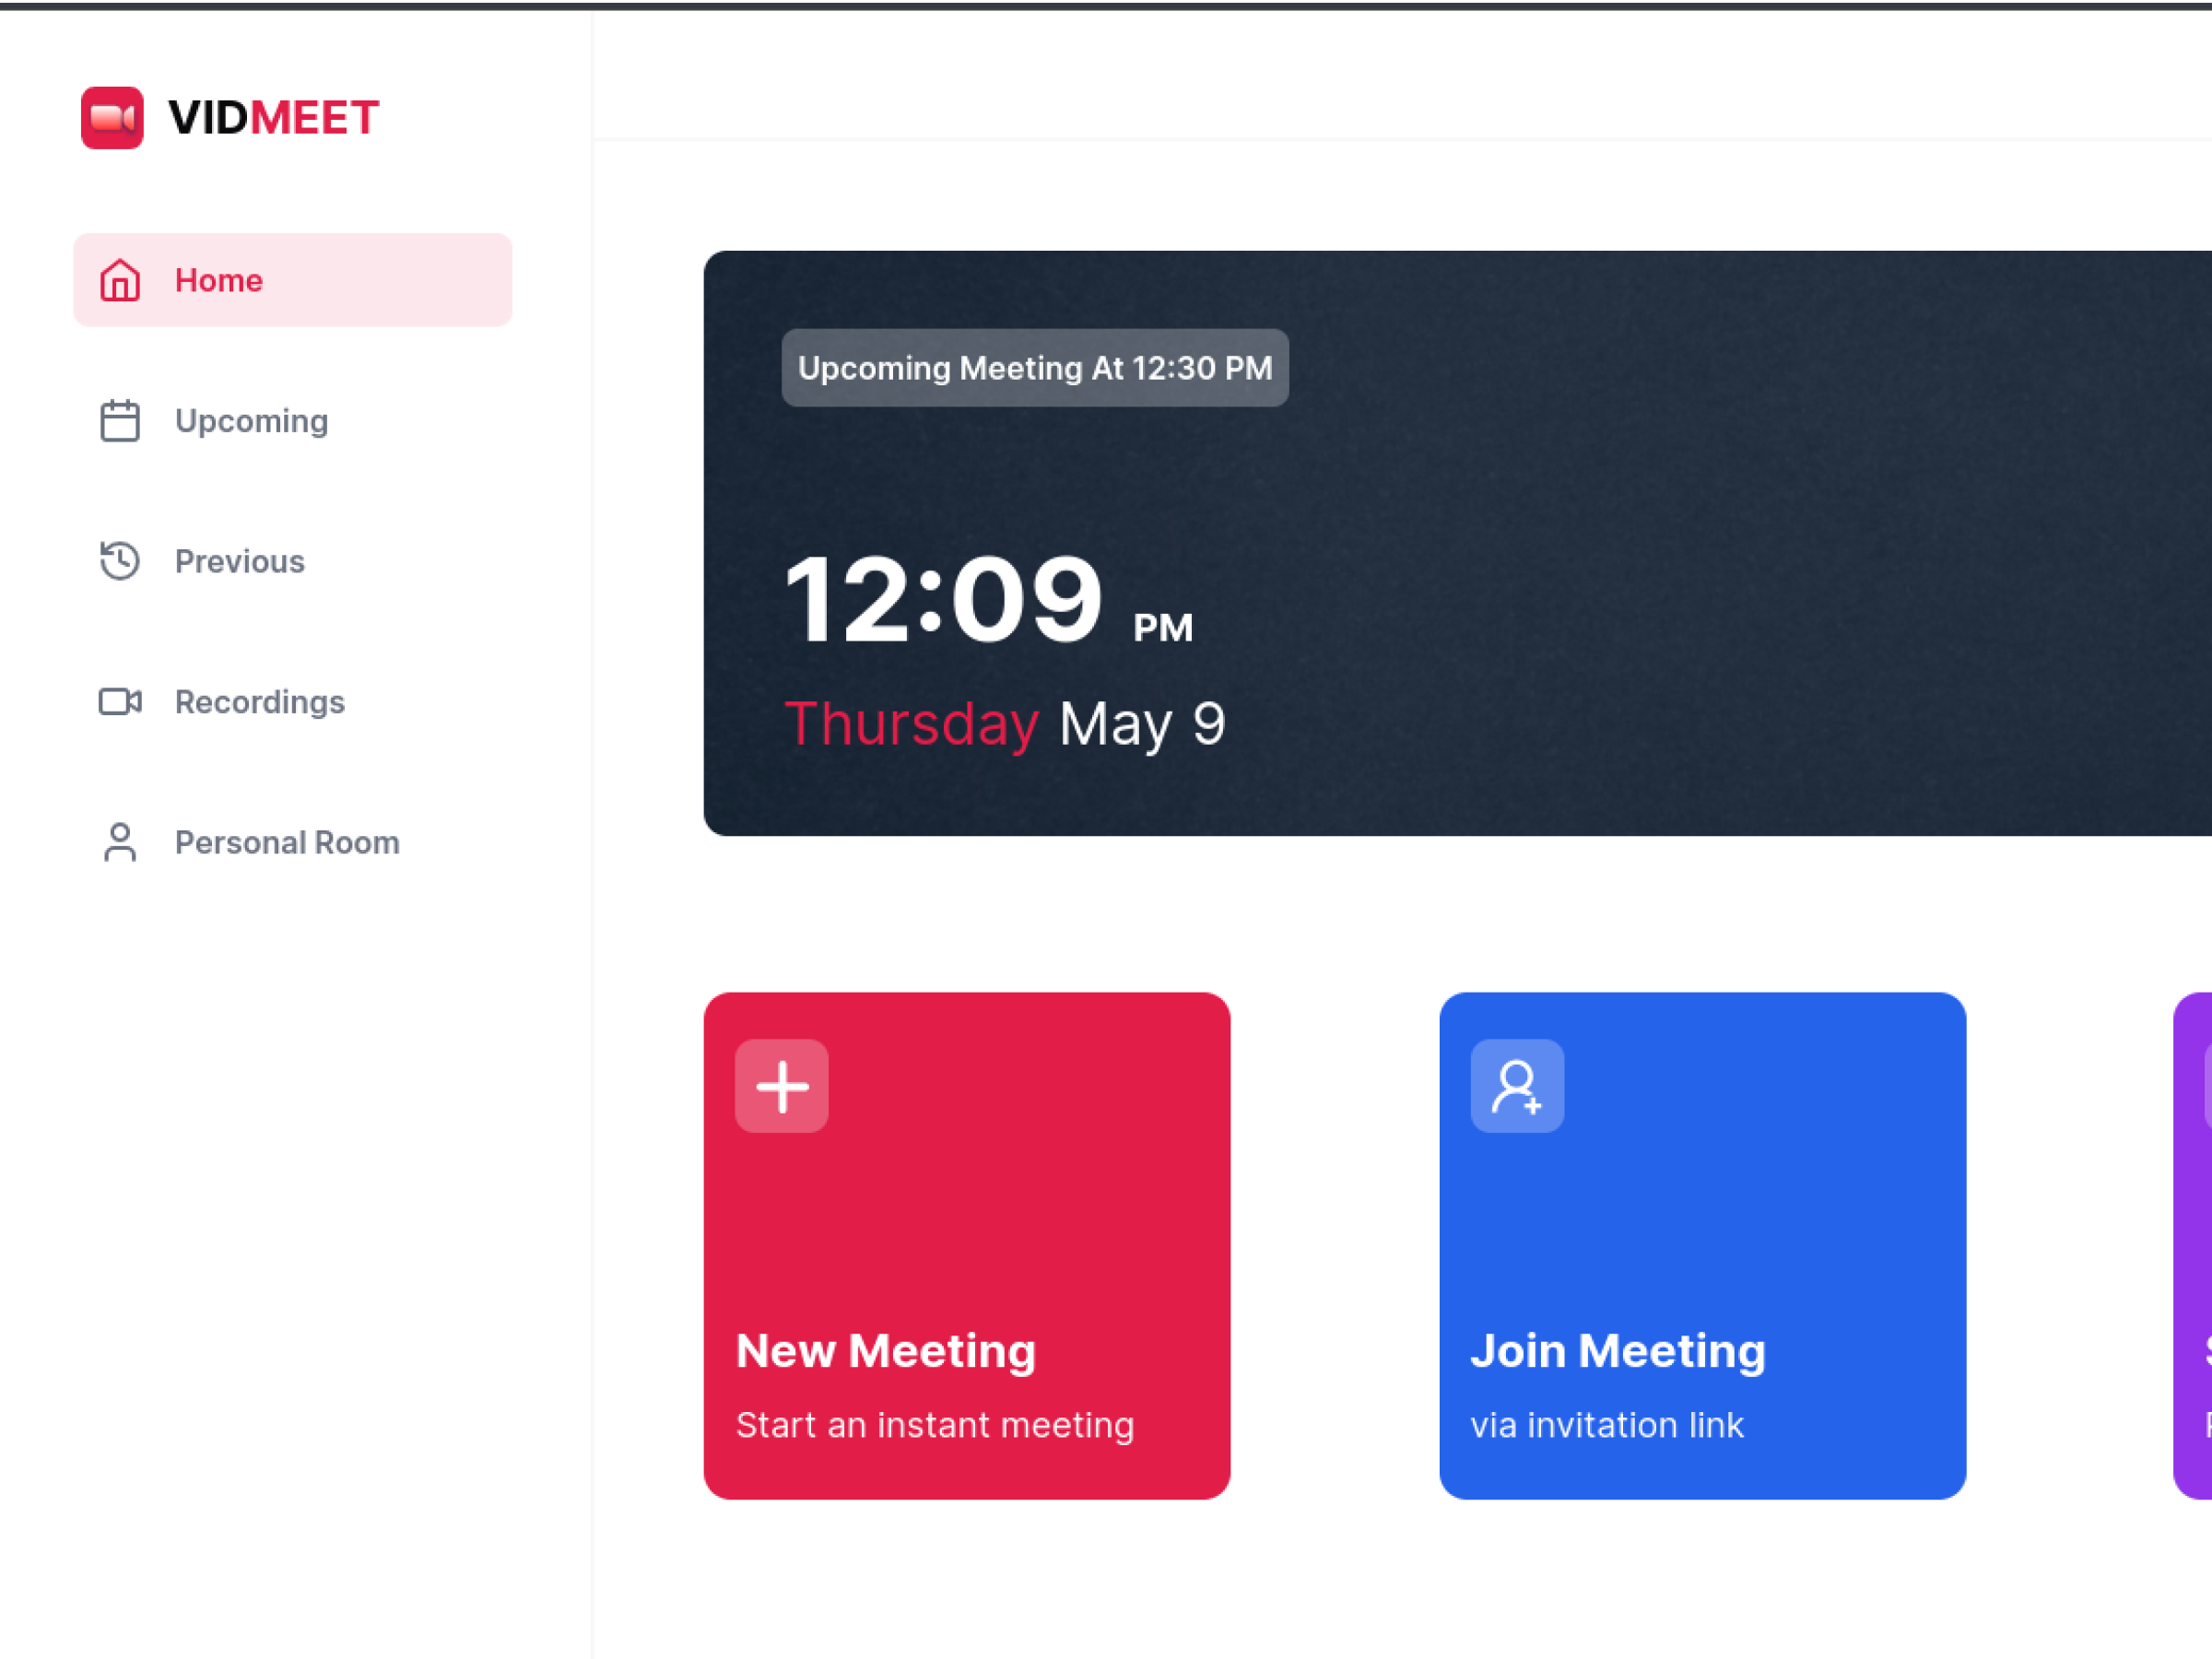 VIDMEET
Home
Upcoming
Previous
Recordings
Personal Room
Upcoming Meeting At 12:30 PM
12:09 PM
Thursday May 9
New Meeting
Start an instant meeting
Join Meeting
via invitation link